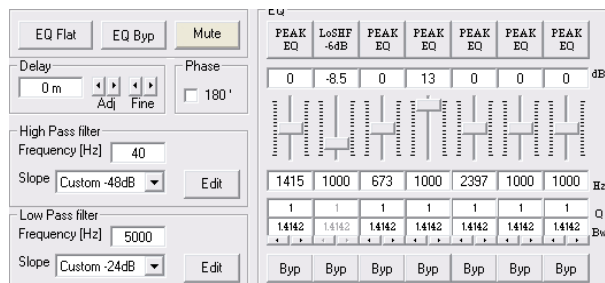 EQ Flat EQ Byp Mute
Delay
0 m
Adj Fine
Phase
180 '
High Pass filter
Frequency [Hz] 40
Slope Custom -48dB Edit
Low Pass filter
Frequency [Hz] 5000
Slope Custom -24dB Edit
EQ
PEAK EQ LoSHF -6dB PEAK EQ PEAK EQ PEAK EQ PEAK EQ PEAK EQ
0 -8.5 0 13 0 0 0 dB
1415 1000 673 1000 2397 1000 1000 Hz
1 1 1 1 1 1 1 Q
1.4142 1.4142 1.4142 1.4142 1.4142 1.4142 1.4142 Bw
Byp Byp Byp Byp Byp Byp Byp